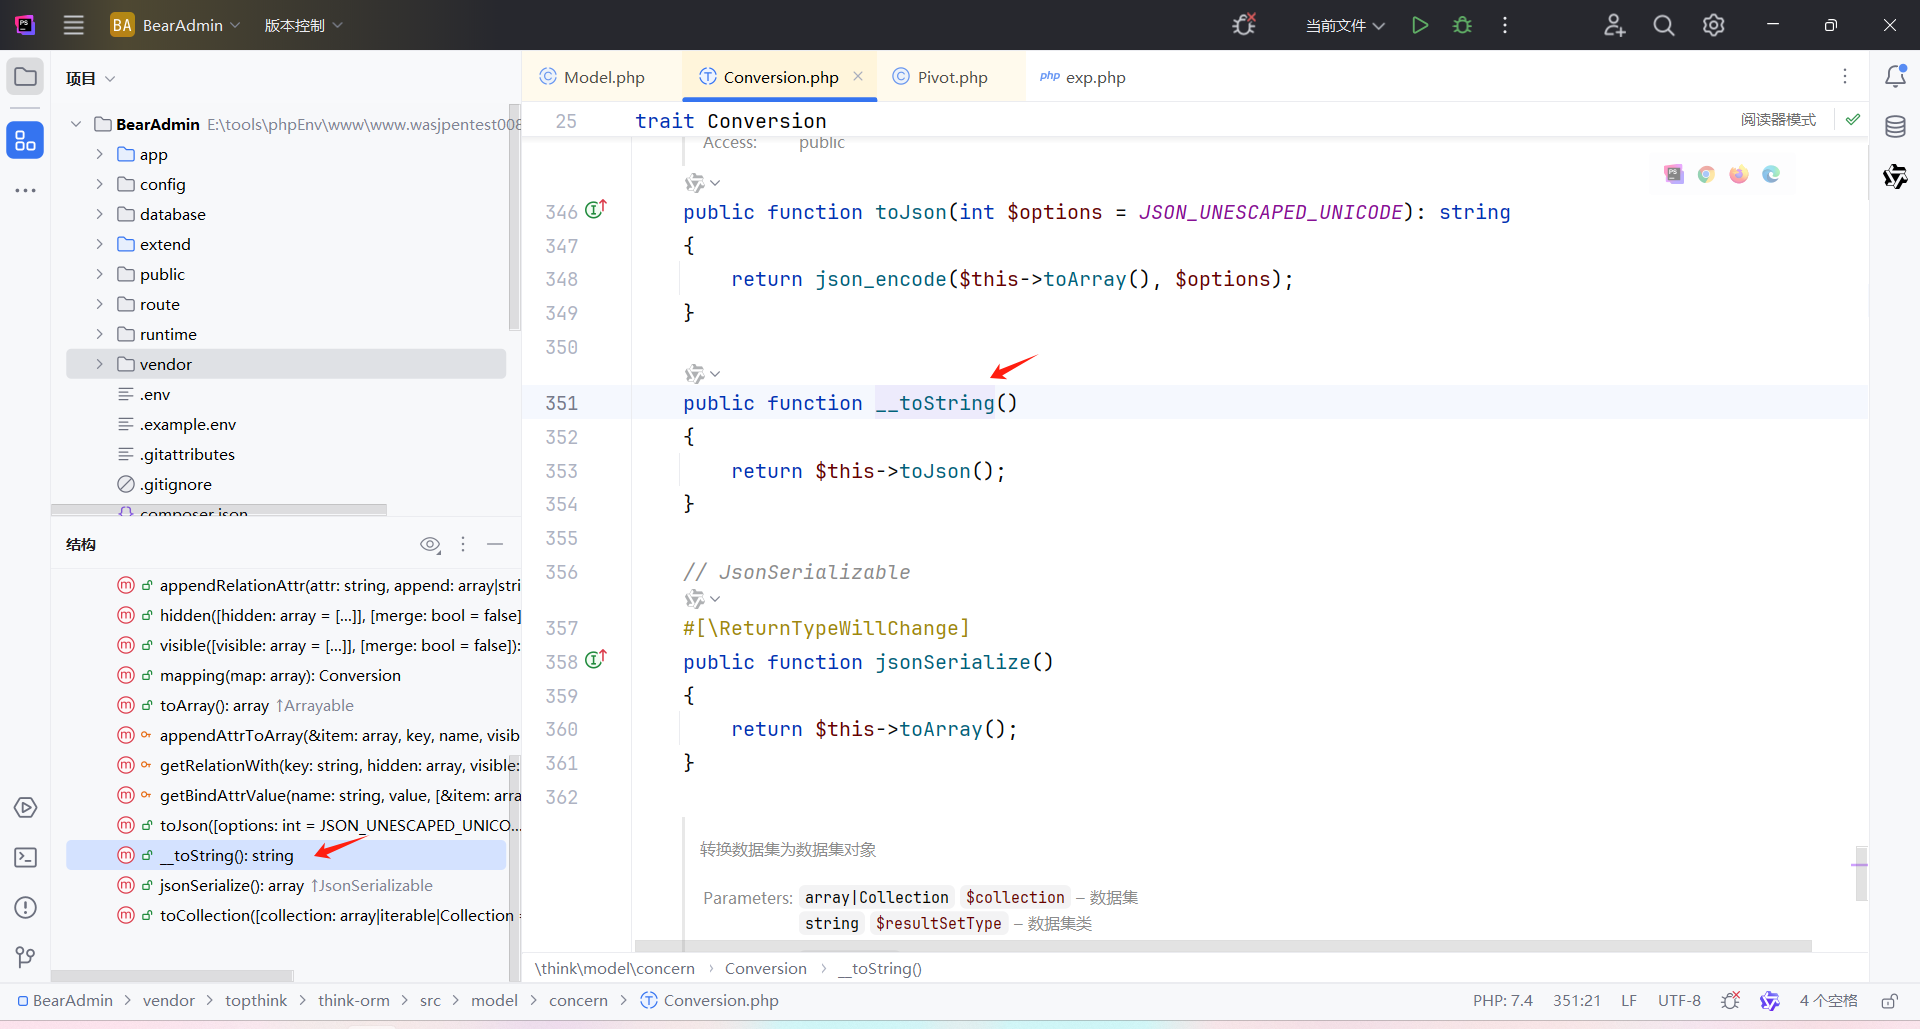 BA BearAdmin 版本控制 当前文件
项目
BearAdmin E:\tools\phpEnv\www\www.wasjpentest008
app
config
database
extend
public
route
runtime
vendor
.env
.example.env
.gitattributes
.gitignore
composer.json
结构
appendRelationAttr(attr: string, append: array|stri
hidden([hidden: array = [...]], [merge: bool = false]
visible([visible: array = [...]], [merge: bool = false]):
mapping(map: array): Conversion
toArray(): array ↑Arrayable
appendAttrToArray(&item: array, key, name, visib
getRelationWith(key: string, hidden: array, visible:
getBindAttrValue(name: string, value, [&item: arra
toJson([options: int = JSON_UNESCAPED_UNICO...
__toString(): string
jsonSerialize(): array ↑JsonSerializable
toCollection([collection: array|iterable|Collection =
Model.php Conversion.php Pivot.php php exp.php
25 trait Conversion 阅读器模式
Access: public
346 public function toJson(int $options = JSON_UNESCAPED_UNICODE): string
347 {
348 return json_encode($this->toArray(), $options);
349 }
350
351 public function __toString()
352 {
353 return $this->toJson();
354 }
355
356 // JsonSerializable
357 #[\ReturnTypeWillChange]
358 public function jsonSerialize()
359 {
360 return $this->toArray();
361 }
362
转换数据集为数据集对象
Parameters: array|Collection $collection – 数据集
string $resultSetType – 数据集类
\think\model\concern › Conversion › __toString()
BearAdmin › vendor › topthink › think-orm › src › model › concern › Conversion.php PHP: 7.4 351:21 LF UTF-8 4 个空格